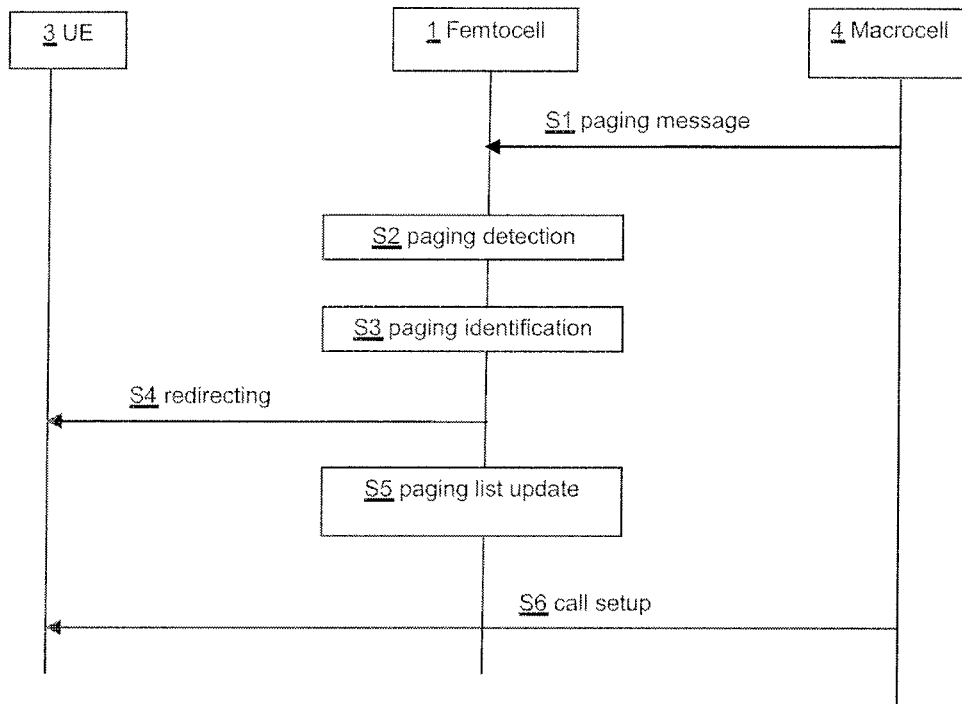 3 UE
1 Femtocell
4 Macrocell
S1 paging message
S2 paging detection
S3 paging identification
S4 redirecting
S5 paging list update
S6 call setup